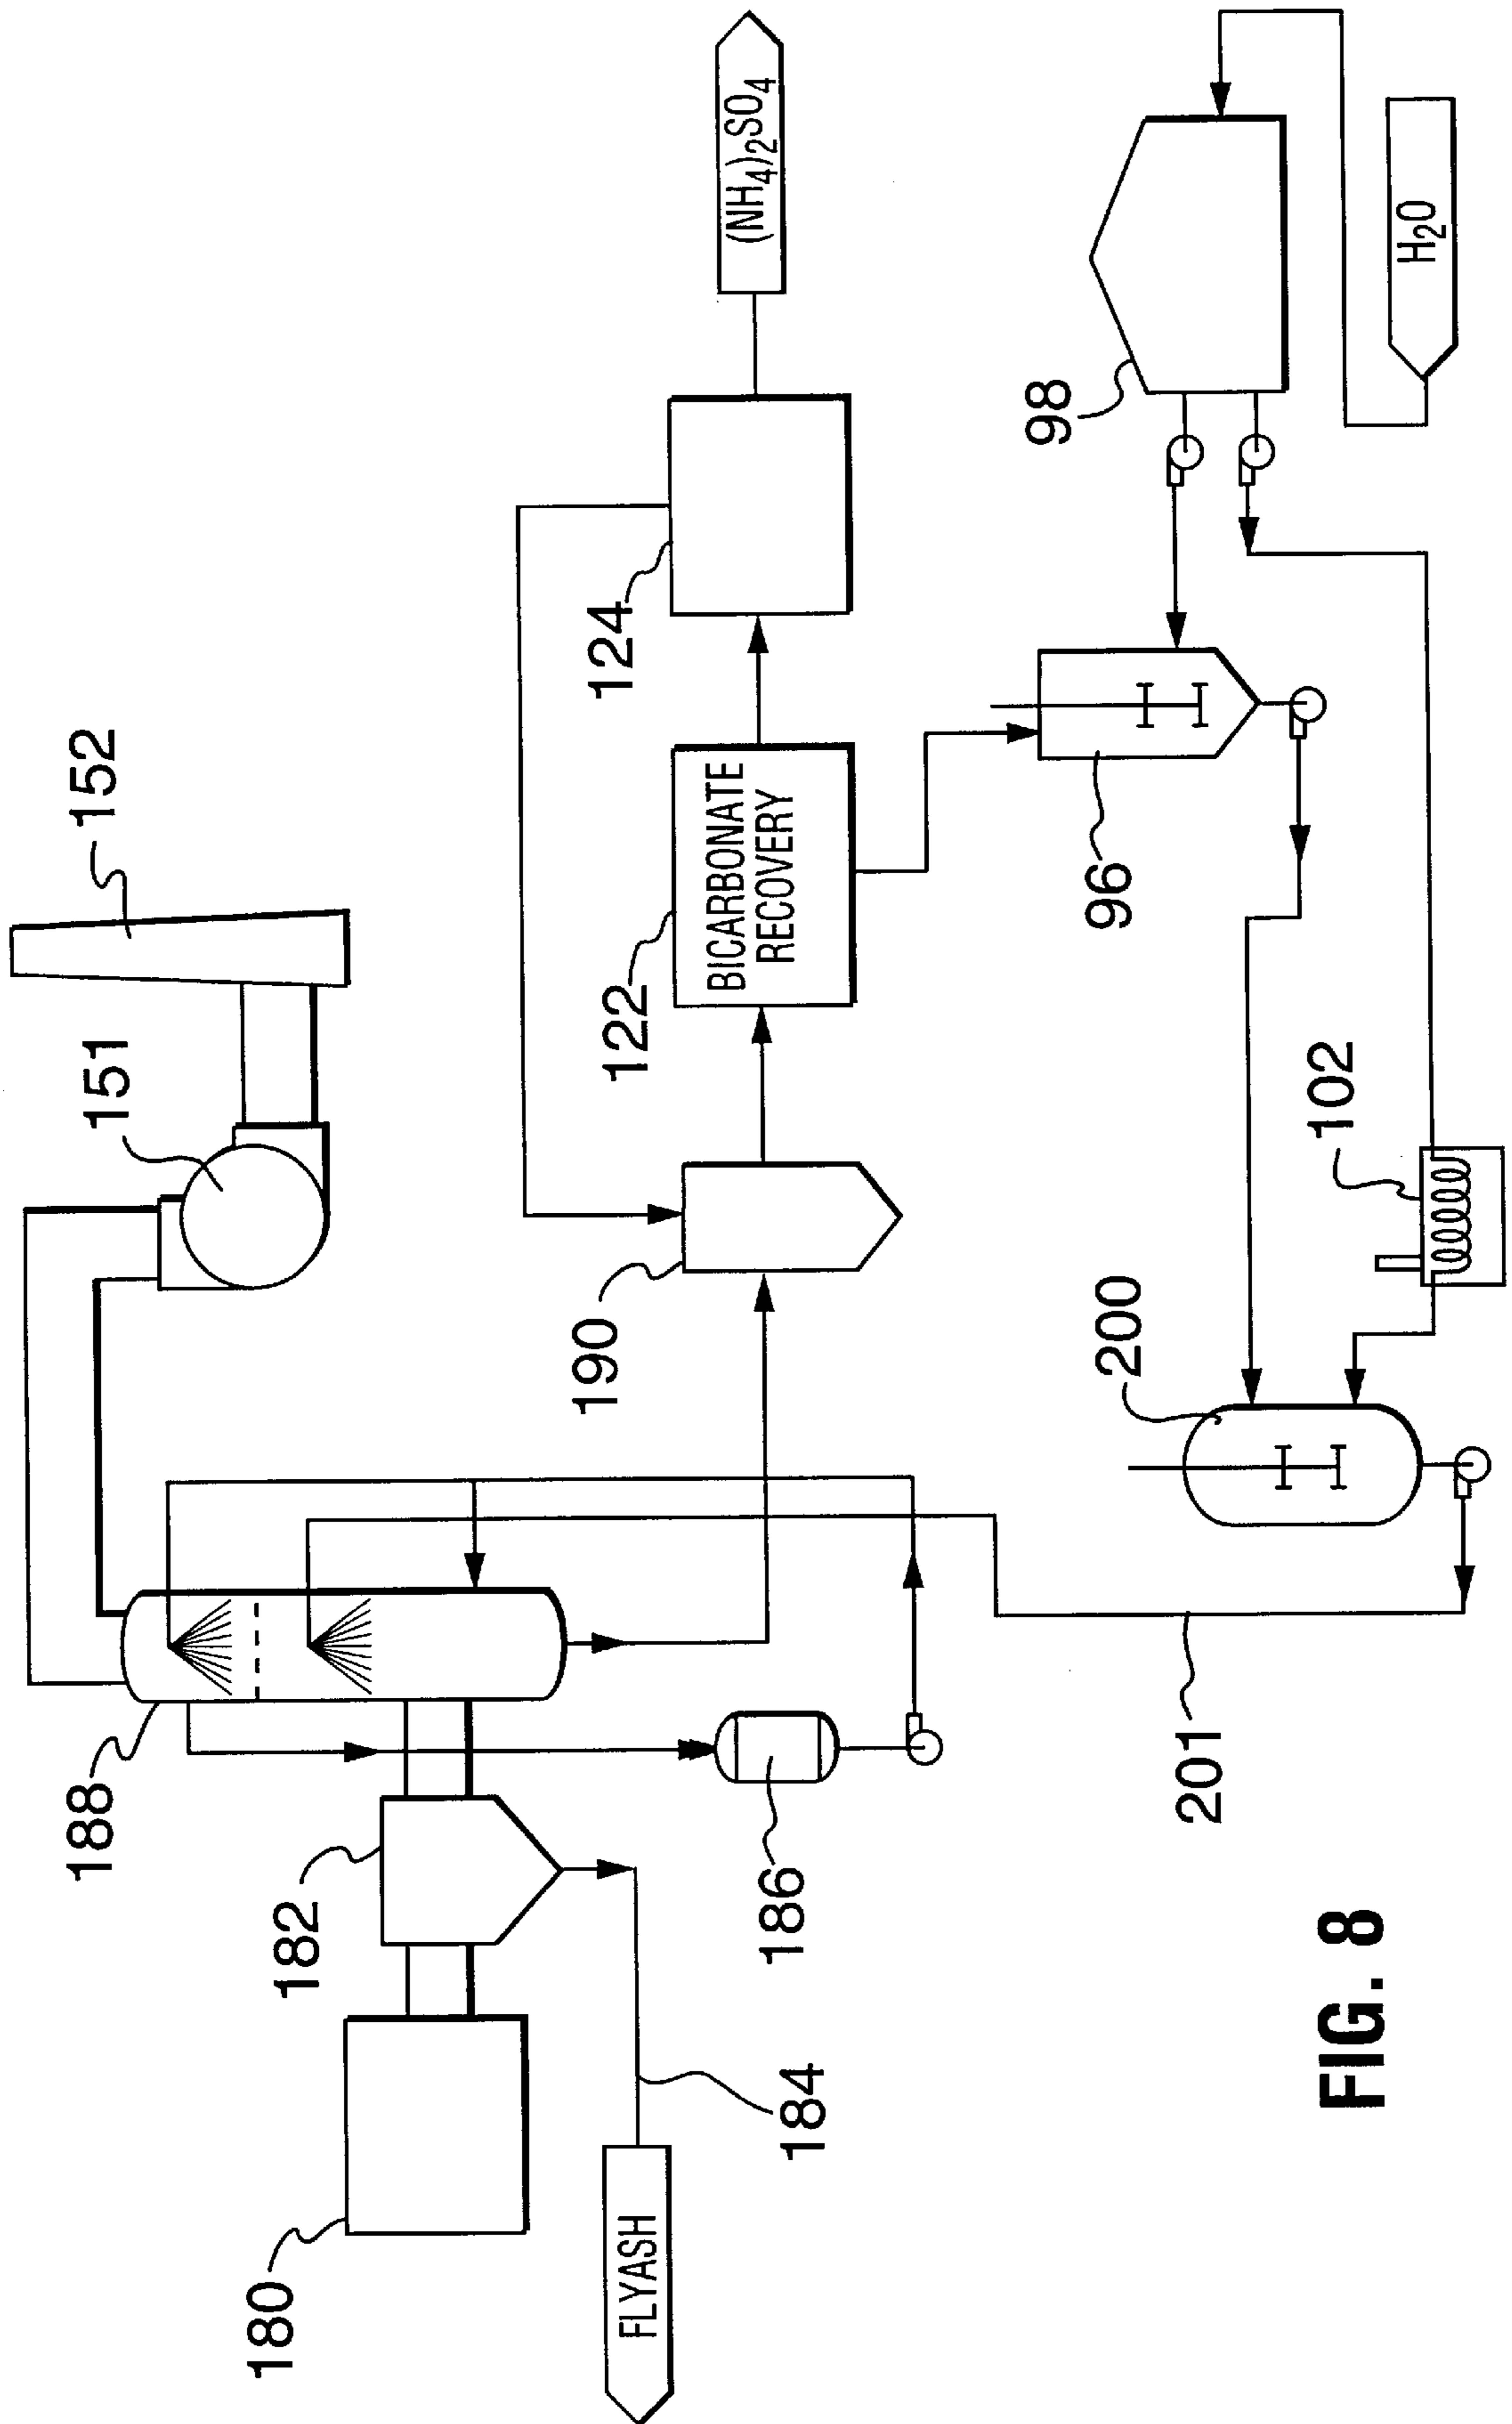 152
151
188
182
180
FLYASH
184
186
190
122
BICARBONATE
RECOVERY
124
(NH4)2SO4
98
96
H2O
102
200
201
FIG. 8